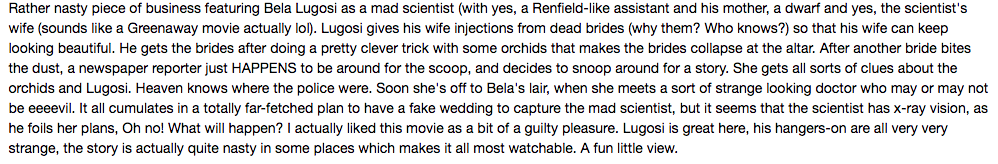 Rather nasty piece of business featuring Bela Lugosi as a mad scientist (with yes, a Renfield-like assistant and his mother, a dwarf and yes, the scientist's
wife (sounds like a Greenaway movie actually lol). Lugosi gives his wife injections from dead brides (why them? Who knows?) so that his wife can keep
looking beautiful. He gets the brides after doing a pretty clever trick with some orchids that makes the brides collapse at the altar. After another bride bites
the dust, a newspaper reporter just HAPPENS to be around for the scoop, and decides to snoop around for a story. She gets all sorts of clues about the
orchids and Lugosi. Heaven knows where the police were. Soon she's off to Bela's lair, when she meets a sort of strange looking doctor who may or may not
be eeeevil. It all cumulates in a totally far-fetched plan to have a fake wedding to capture the mad scientist, but it seems that the scientist has x-ray vision, as
he foils her plans, Oh no! What will happen? I actually liked this movie as a bit of a guilty pleasure. Lugosi is great here, his hangers-on are all very very
strange, the story is actually quite nasty in some places which makes it all most watchable. A fun little view.